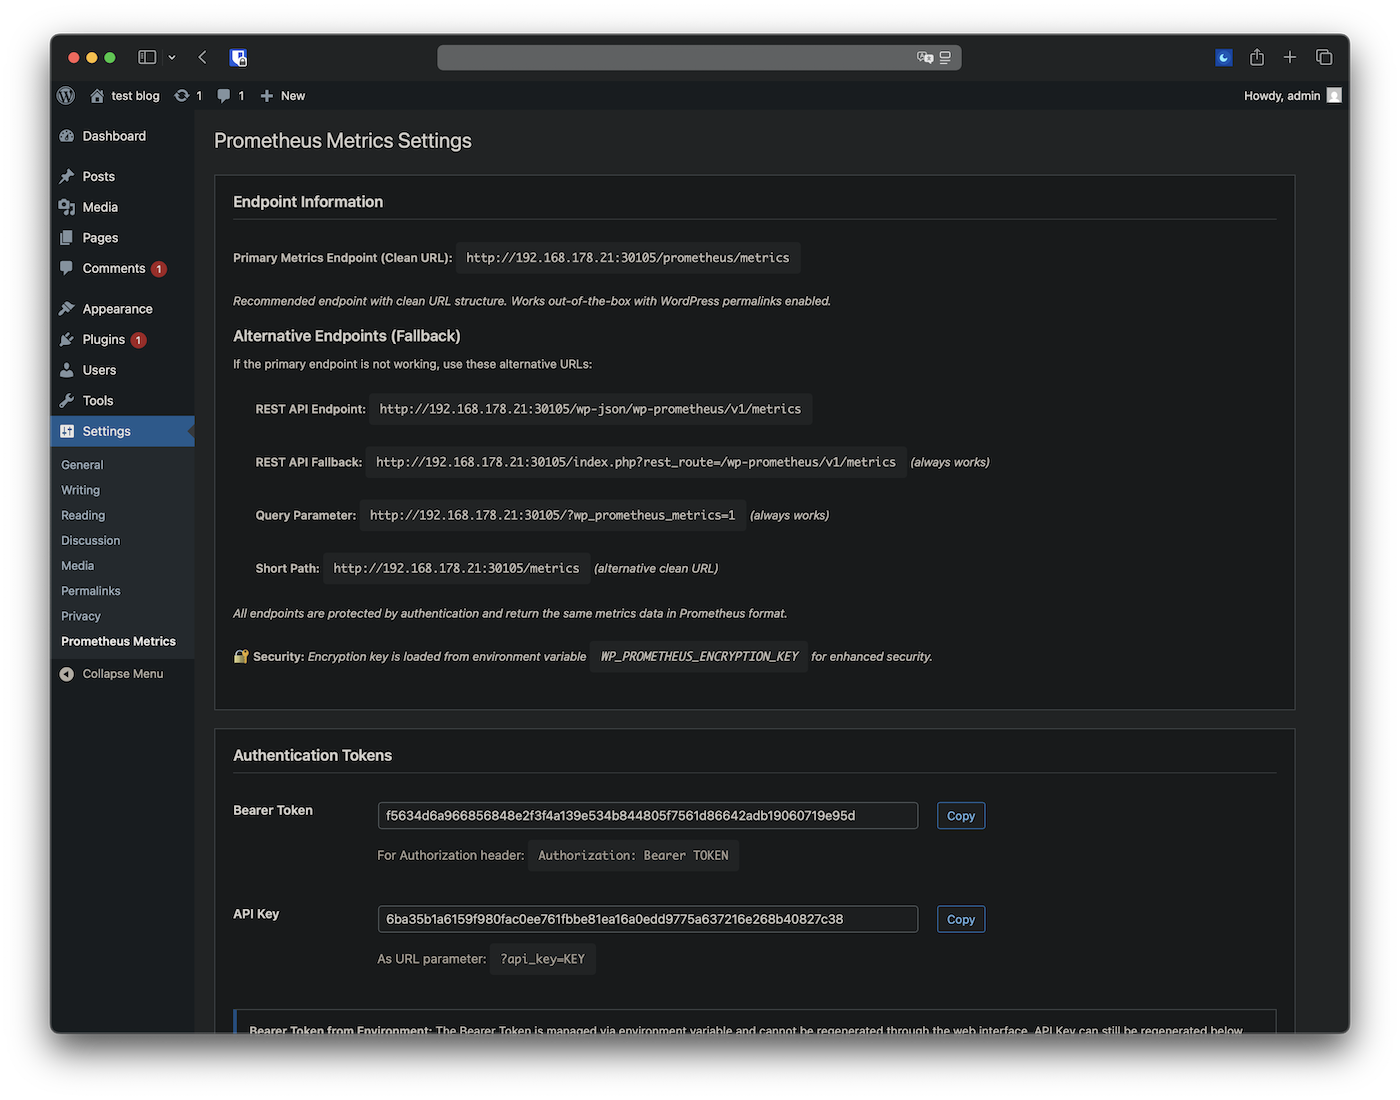 test blog 1 1 New Howdy, admin
Dashboard
Posts
Media
Pages
Comments 1
Appearance
Plugins 1
Users
Tools
Settings
General
Writing
Reading
Discussion
Media
Permalinks
Privacy
Prometheus Metrics
Collapse Menu
Prometheus Metrics Settings
Endpoint Information
Primary Metrics Endpoint (Clean URL): http://192.168.178.21:30105/prometheus/metrics
Recommended endpoint with clean URL structure. Works out-of-the-box with WordPress permalinks enabled.
Alternative Endpoints (Fallback)
If the primary endpoint is not working, use these alternative URLs:
REST API Endpoint: http://192.168.178.21:30105/wp-json/wp-prometheus/v1/metrics
REST API Fallback: http://192.168.178.21:30105/index.php?rest_route=/wp-prometheus/v1/metrics (always works)
Query Parameter: http://192.168.178.21:30105/?wp_prometheus_metrics=1 (always works)
Short Path: http://192.168.178.21:30105/metrics (alternative clean URL)
All endpoints are protected by authentication and return the same metrics data in Prometheus format.
Security: Encryption key is loaded from environment variable WP_PROMETHEUS_ENCRYPTION_KEY for enhanced security.
Authentication Tokens
Bearer Token f5634d6a966856848e2f3f4a139e534b844805f7561d86642adb19060719e95d Copy
For Authorization header: Authorization: Bearer TOKEN
API Key 6ba35b1a6159f980fac0ee761fbbe81ea16a0edd9775a637216e268b40827c38 Copy
As URL parameter: ?api_key=KEY
Bearer Token from Environment: The Bearer Token is managed via environment variable and cannot be regenerated through the web interface. API Key can still be regenerated below.